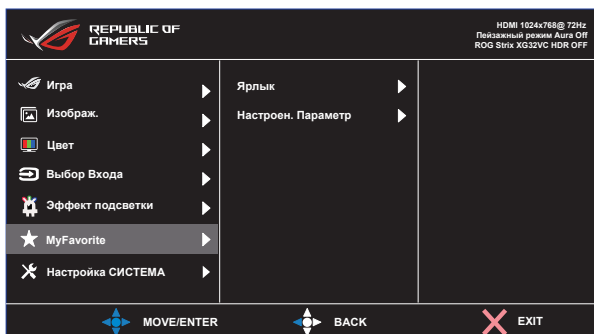 REPUBLIC OF
GAMERS
HDMI 1024x768@ 72Hz
Пейзажный режим Aura Off
ROG Strix XG32VC HDR OFF
Игра
Изображ.
Цвет
Выбор Входа
Эффект подсветки
MyFavorite
Настройка СИСТЕМА
Ярлык
Настроен. Параметр
MOVE/ENTER
BACK
EXIT